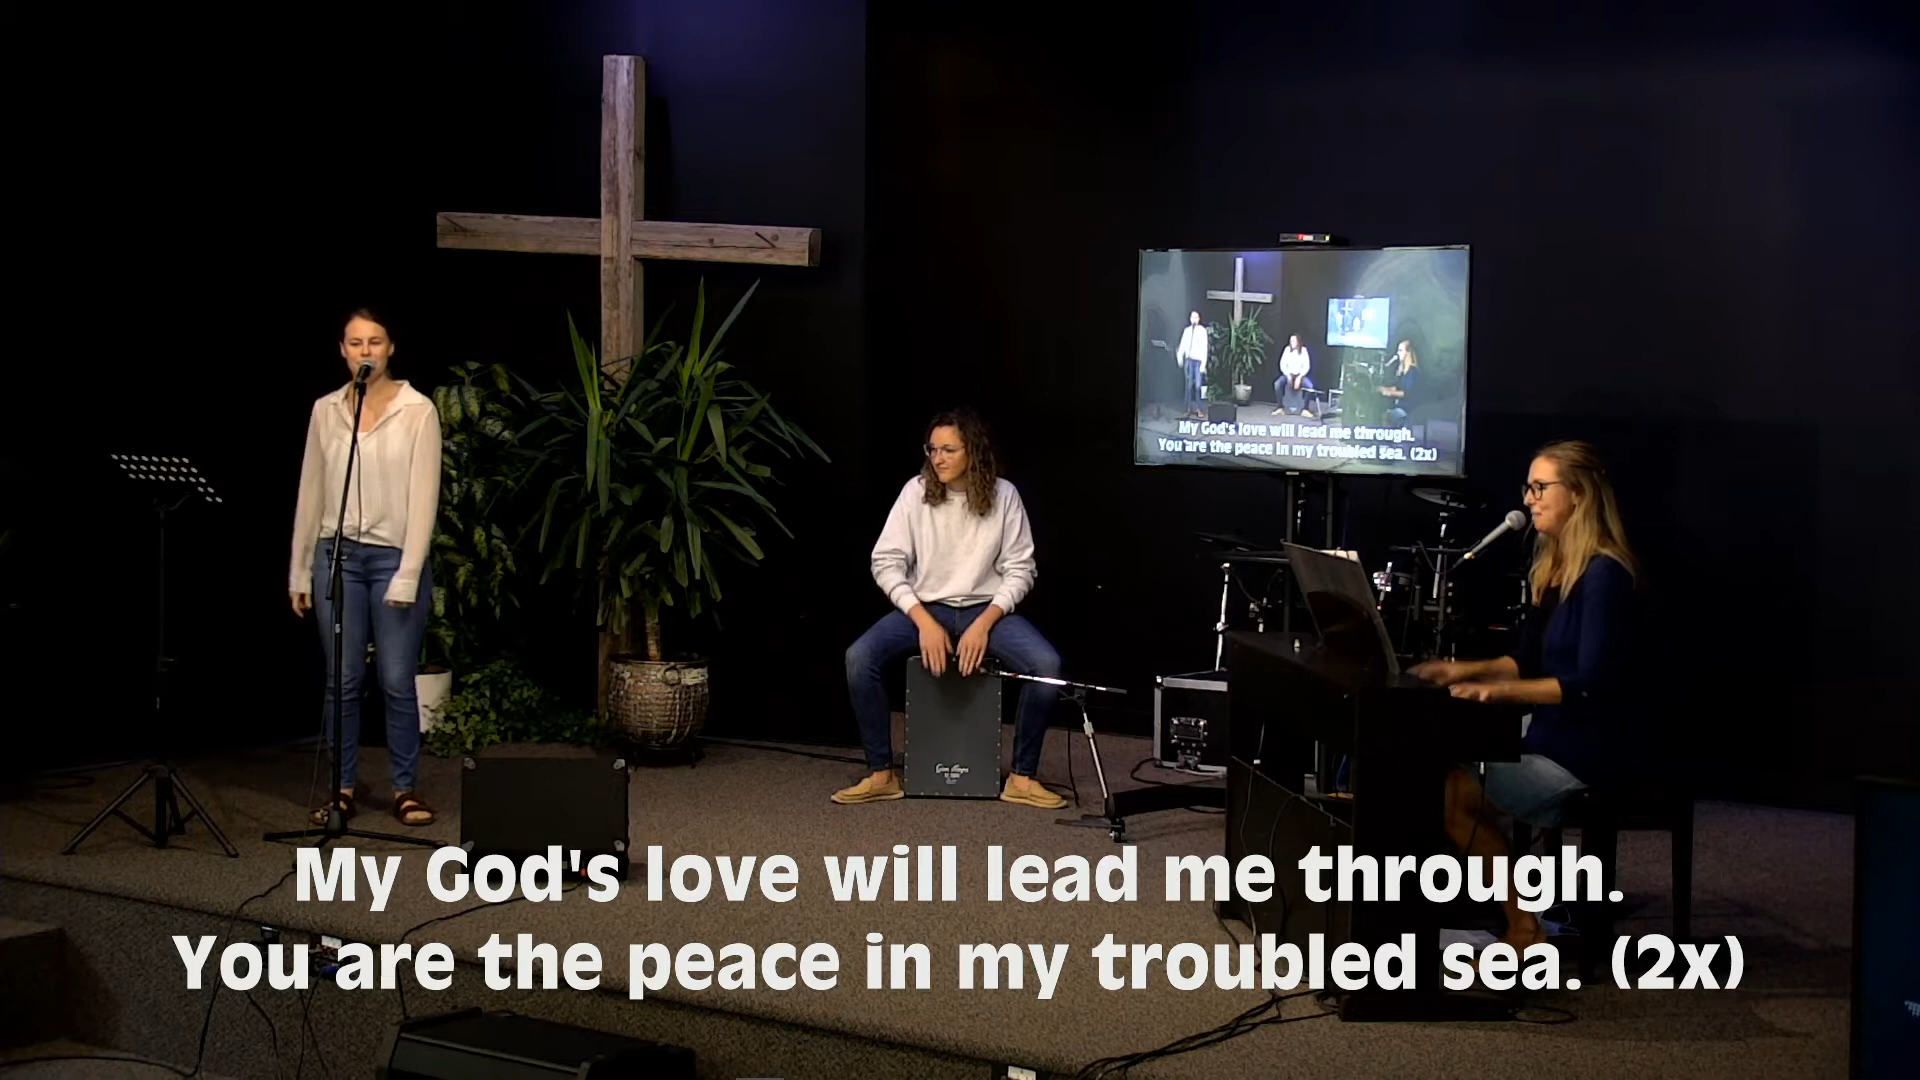 My God's love will lead me through.
You are the peace in my troubled sea. (2x)
My God's love will lead me through.
You are the peace in my troubled sea. (2x)